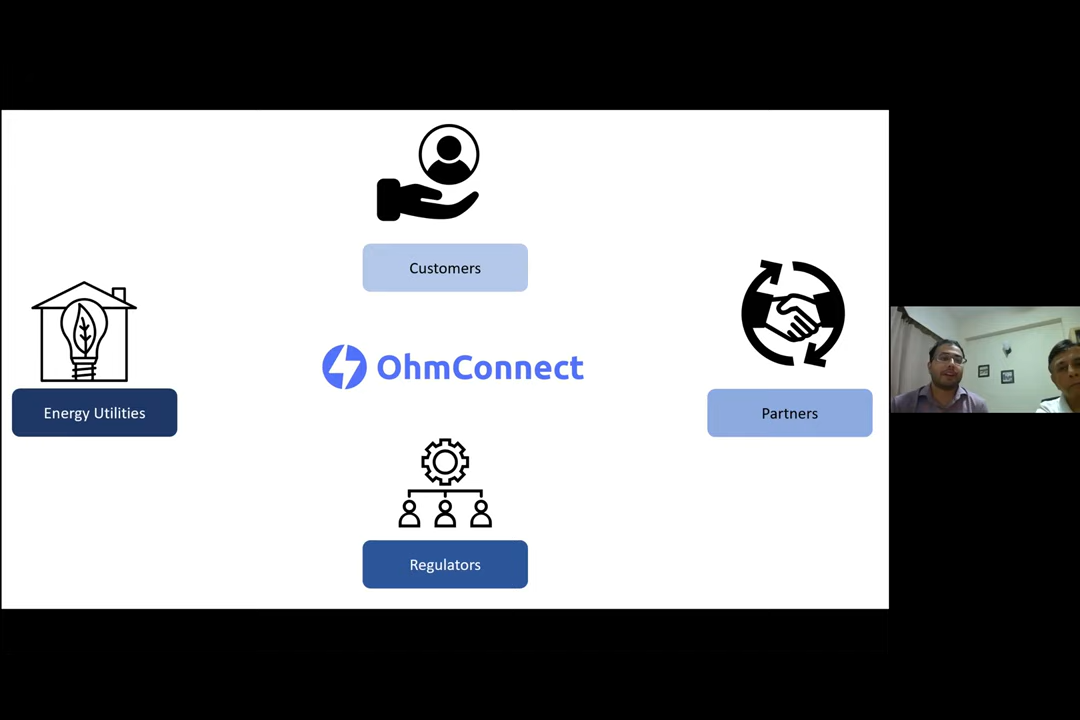 Customers
Energy Utilities
OhmConnect
Partners
Regulators